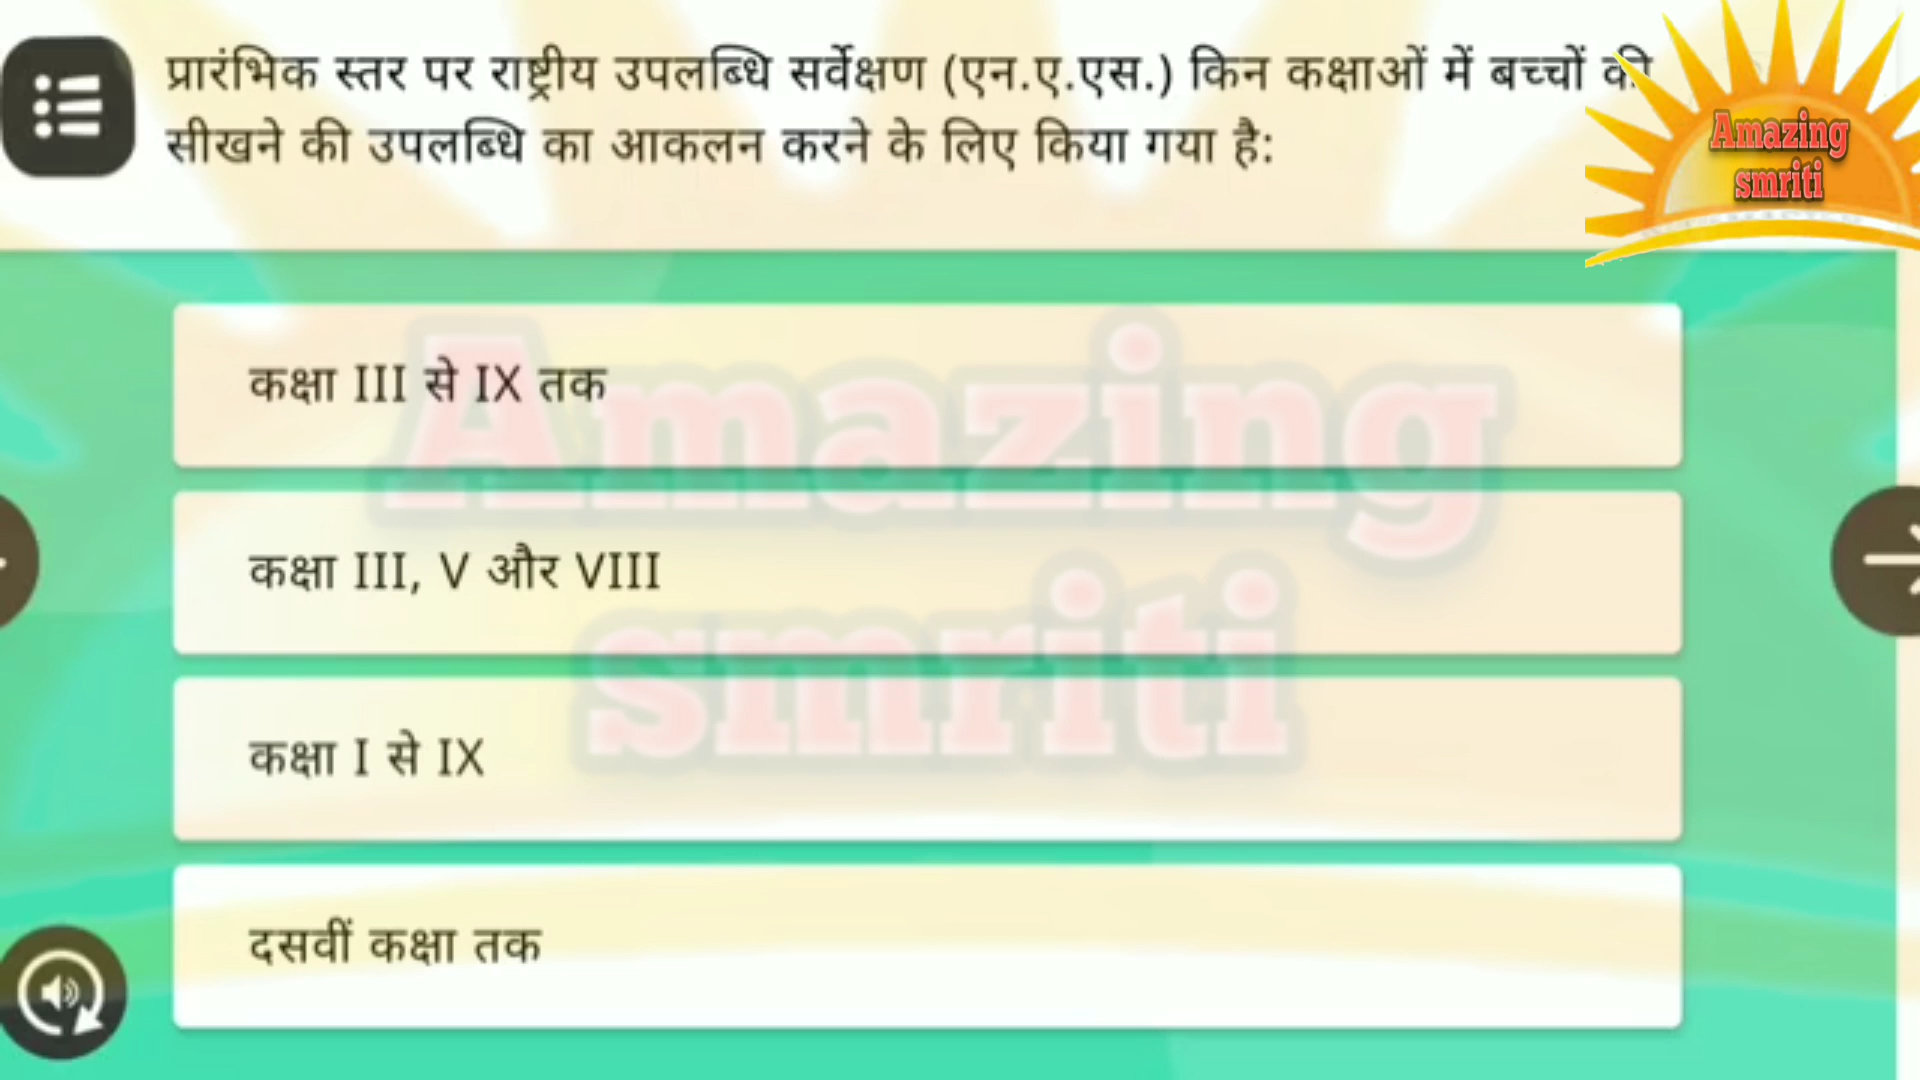 प्रारंभिक स्तर पर राष्ट्रीय उपलब्धि सर्वेक्षण (एन.ए.एस.) किन कक्षाओं में बच्चों की
सीखने की उपलब्धि का आकलन करने के लिए किया गया है:
Amazing
smriti
कक्षा III से IX तक
कक्षा III, V और VIII
कक्षा I से IX
दसवीं कक्षा तक
Amazing
smriti